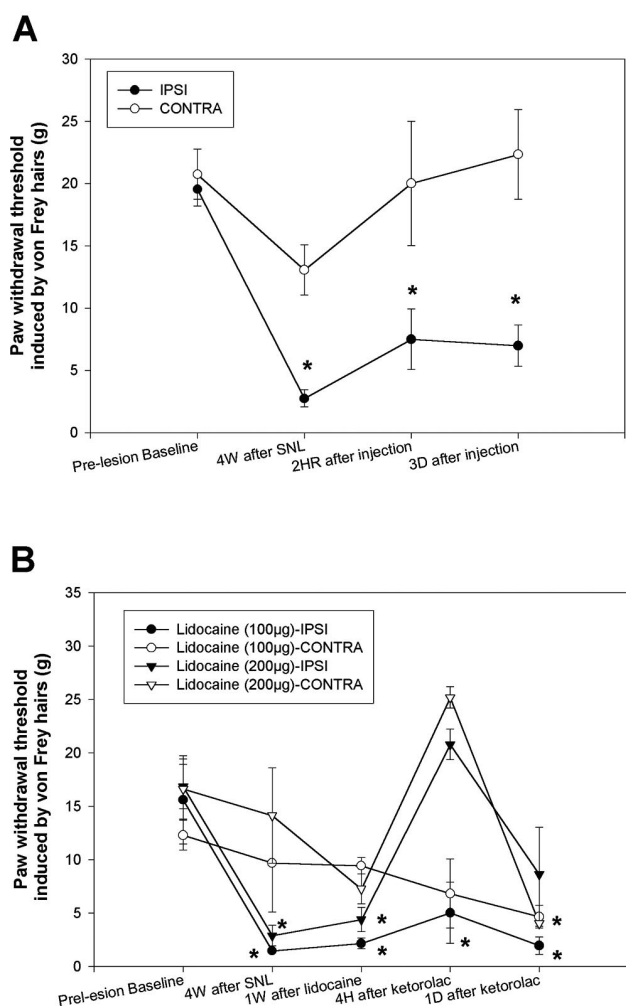 A
Paw withdrawal threshold
induced by von Frey hairs (g)
30
25
20
15
10
5
0
IPSI
CONTRA
*
*
*
Pre-lesion Baseline
4W after SNL
2HR after injection
3D after injection
B
Paw withdrawal threshold
induced by von Frey hairs (g)
35
30
25
20
15
10
5
0
Lidocaine (100µg)-IPSI
Lidocaine (100µg)-CONTRA
Lidocaine (200µg)-IPSI
Lidocaine (200µg)-CONTRA
*
*
*
*
*
*
*
Prel-esion Baseline
4W after SNL
1W after lidocaine
4H after ketorolac
1D after ketorolac